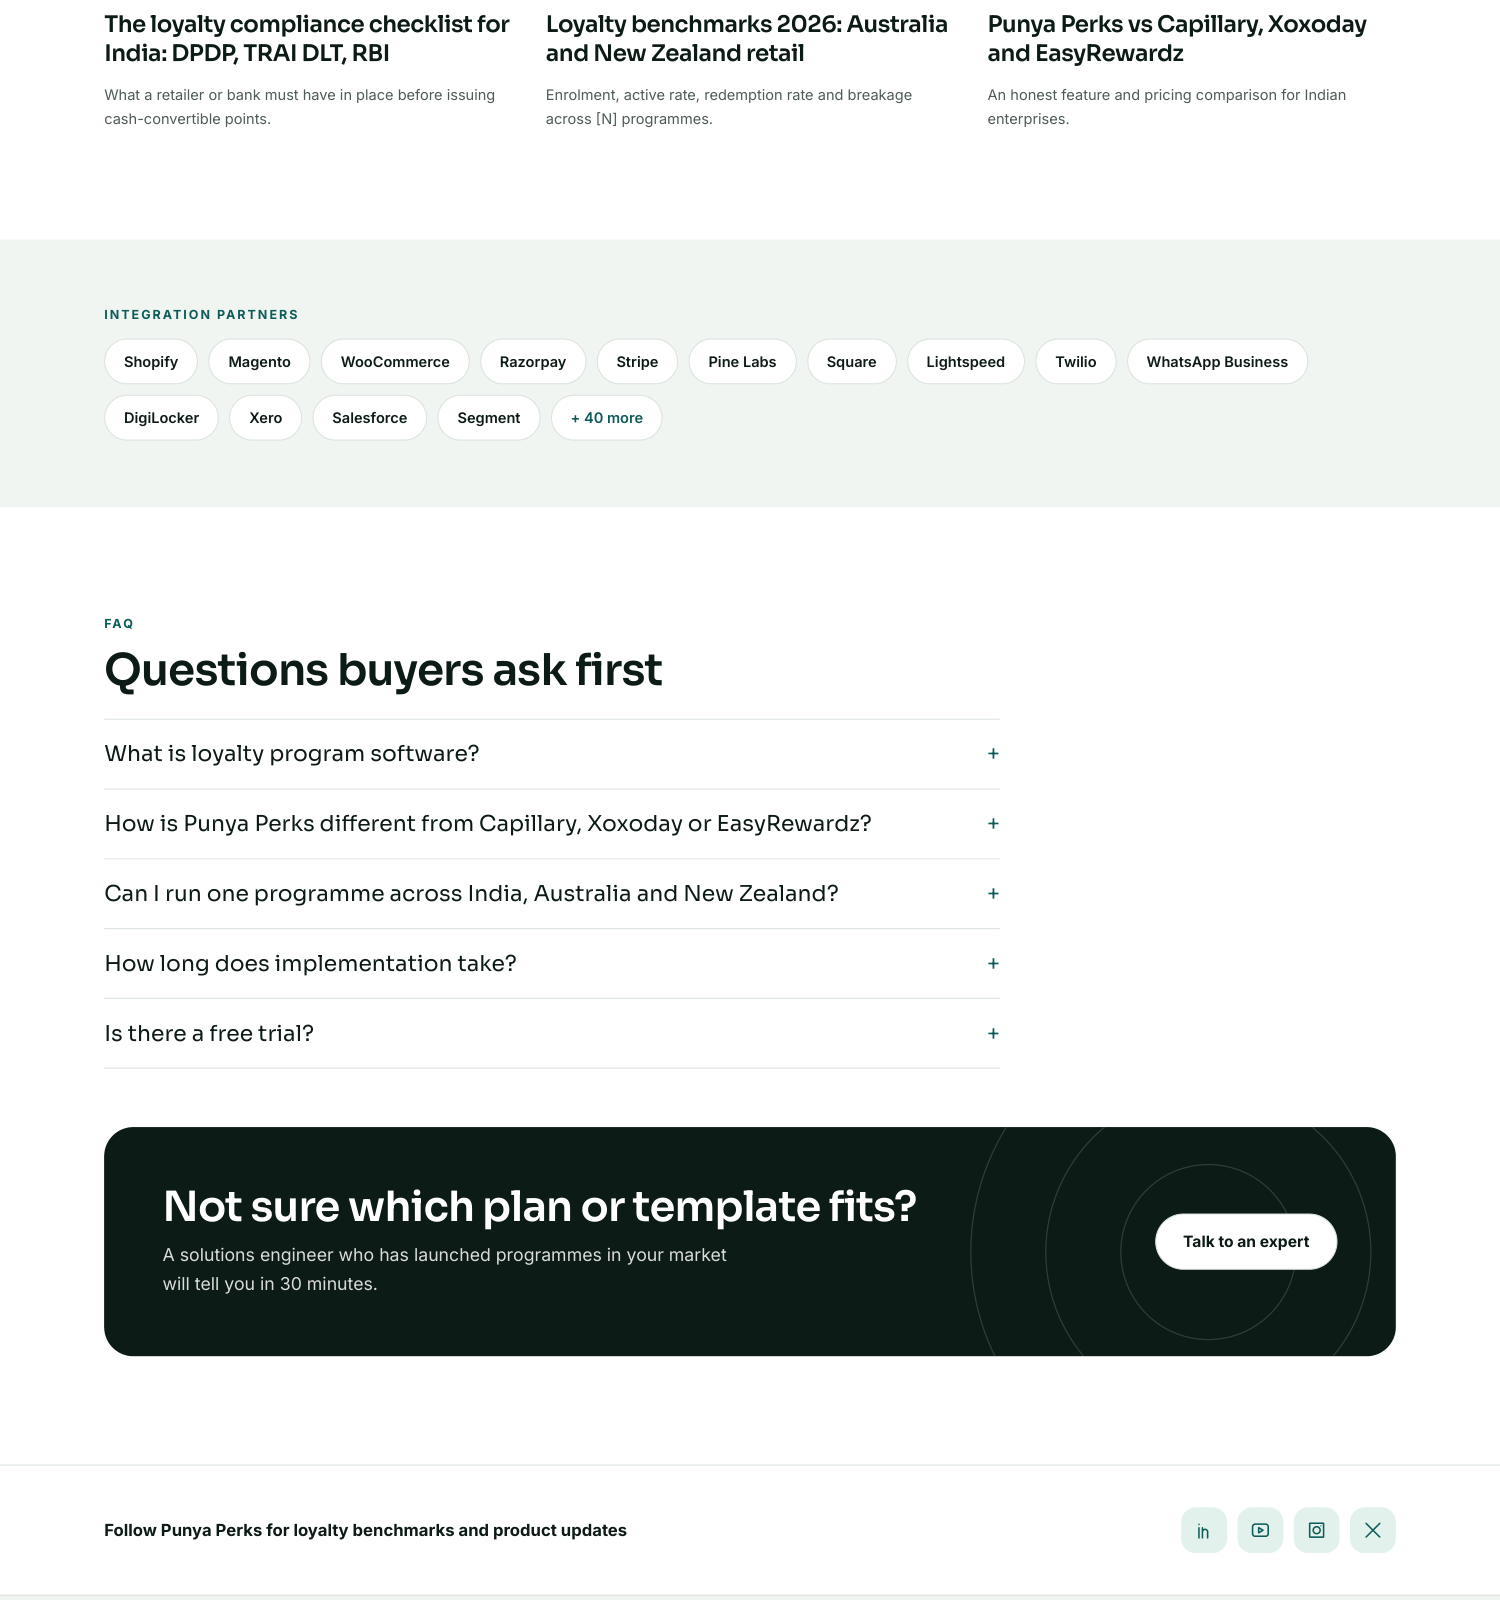 The loyalty compliance checklist for
India: DPDP, TRAI DLT, RBI
What a retailer or bank must have in place before issuing
cash-convertible points.
Loyalty benchmarks 2026: Australia
and New Zealand retail
Enrolment, active rate, redemption rate and breakage
across [N] programmes.
Punya Perks vs Capillary, Xoxoday
and EasyRewardz
An honest feature and pricing comparison for Indian
enterprises.
INTEGRATION PARTNERS
Shopify Magento WooCommerce Razorpay Stripe Pine Labs Square Lightspeed Twilio WhatsApp Business
DigiLocker Xero Salesforce Segment + 40 more
FAQ
Questions buyers ask first
What is loyalty program software? +
How is Punya Perks different from Capillary, Xoxoday or EasyRewardz? +
Can I run one programme across India, Australia and New Zealand? +
How long does implementation take? +
Is there a free trial? +
Not sure which plan or template fits?
A solutions engineer who has launched programmes in your market
will tell you in 30 minutes.
Talk to an expert
Follow Punya Perks for loyalty benchmarks and product updates
in